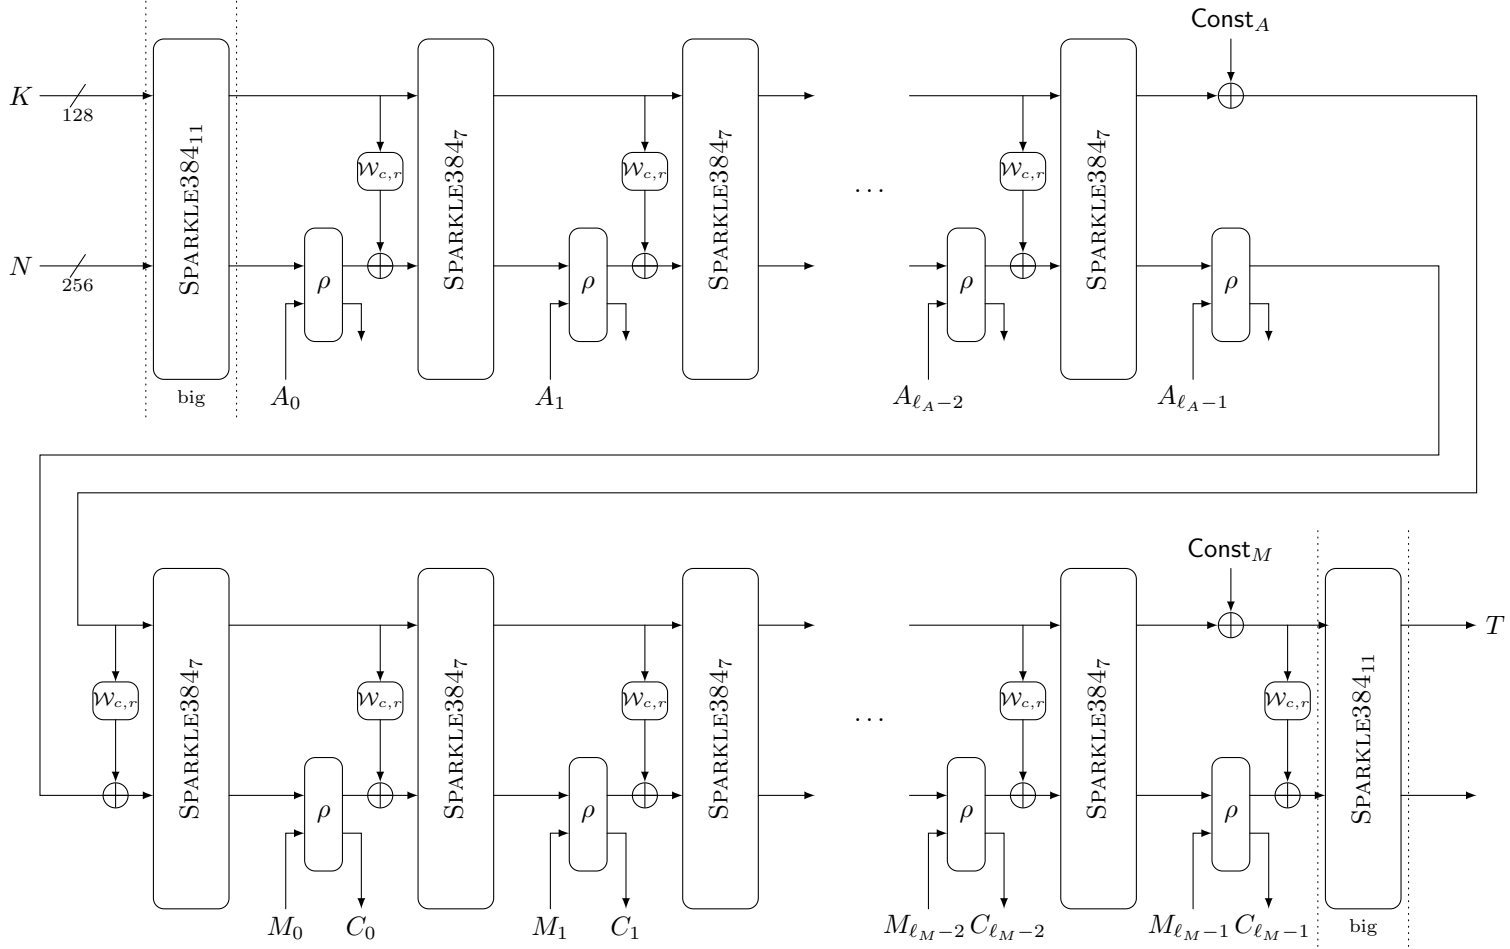 Const_A
K 128 SPARKLE384_11 W_{c,r} SPARKLE384_7 W_{c,r} SPARKLE384_7 ... W_{c,r} SPARKLE384_7
N 256 ρ ρ ρ ρ
big A_0 A_1 A_{ℓ_A−2} A_{ℓ_A−1}
Const_M
W_{c,r} SPARKLE384_7 W_{c,r} SPARKLE384_7 W_{c,r} SPARKLE384_7 ... W_{c,r} SPARKLE384_7 W_{c,r} SPARKLE384_11 T
ρ ρ ρ ρ
M_0 C_0 M_1 C_1 M_{ℓ_M−2} C_{ℓ_M−2} M_{ℓ_M−1} C_{ℓ_M−1} big